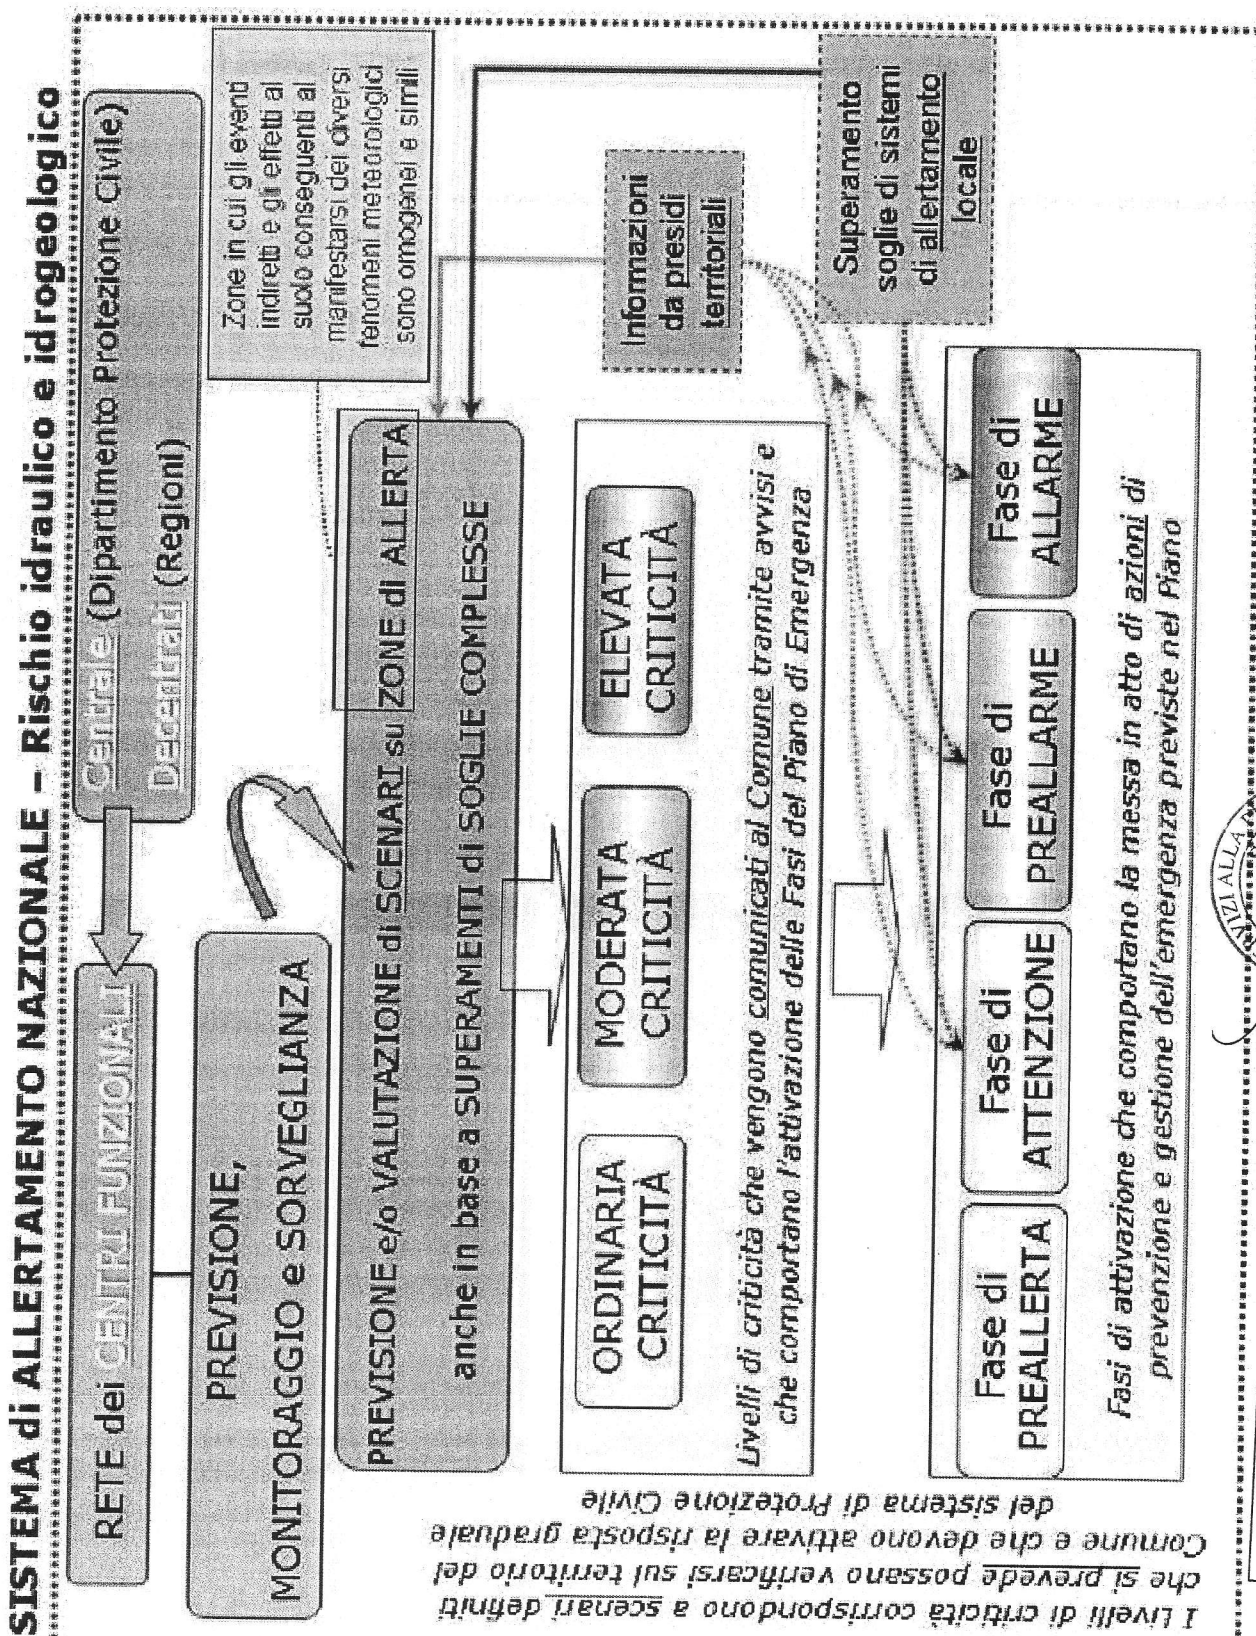 SISTEMA di ALLERTAMENTO NAZIONALE – Rischio idraulico e idrogeologico
RETE dei CENTRI FUNZIONALI
Centrale (Dipartimento Protezione Civile)
Decentrati (Regioni)
PREVISIONE,
MONITORAGGIO e SORVEGLIANZA
Zone in cui gli eventi
indiretti e gli effetti al
suolo conseguenti al
manifestarsi dei diversi
fenomeni meteorologici
sono omogenei e simili
PREVISIONE e/o VALUTAZIONE di SCENARI su ZONE di ALLERTA
anche in base a SUPERAMENTI di SOGLIE COMPLESSE
ORDINARIA
CRITICITÀ
MODERATA
CRITICITÀ
ELEVATA
CRITICITÀ
Livelli di criticità che vengono comunicati al Comune tramite avvisi e
che comportano l'attivazione delle Fasi del Piano di Emergenza
Informazioni
da presidi
territoriali
Superamento
soglie di sistemi
di allertamento
locale
Fase di
PREALLERTA
Fase di
ATTENZIONE
Fase di
PREALLARME
Fase di
ALLARME
Fasi di attivazione che comportano la messa in atto di azioni di
prevenzione e gestione dell'emergenza previste nel Piano
I Livelli di criticità corrispondono a scenari definiti
che si prevede possano verificarsi sul territorio del
Comune e che devono attivare la risposta graduale
del sistema di Protezione Civile
VIZI ALLA